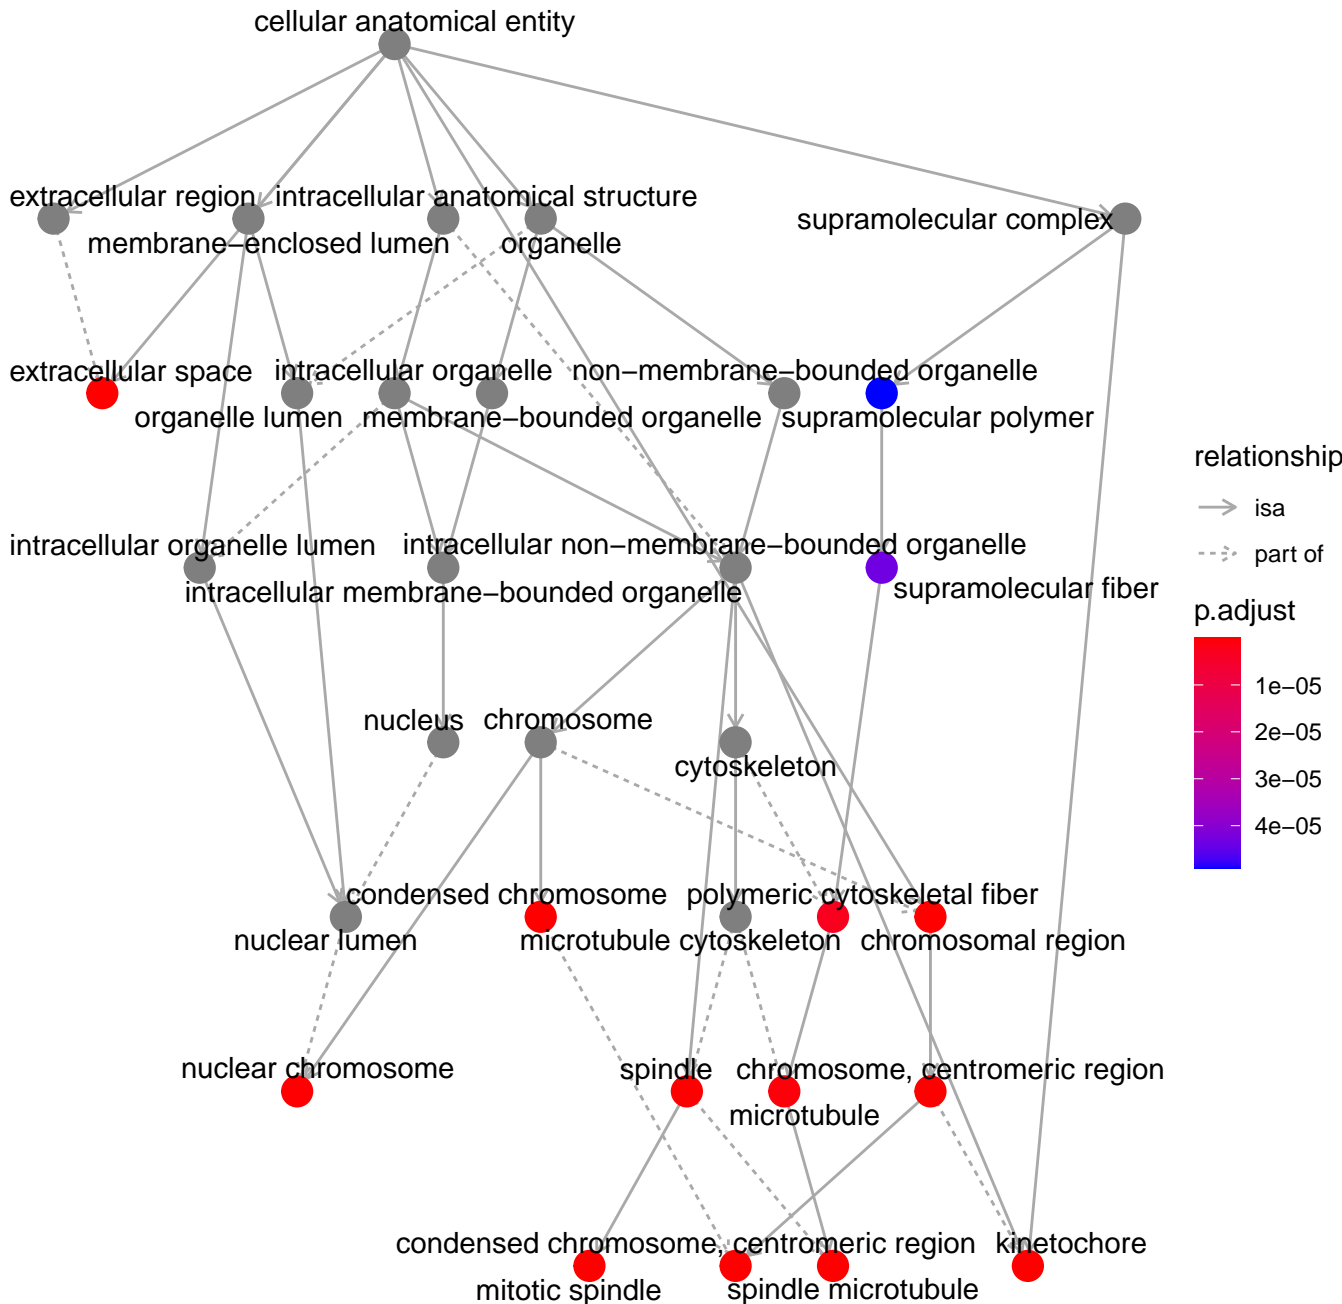 cellular anatomical entity
extracellular region
intracellular anatomical structure
supramolecular complex
membrane−enclosed lumen
organelle
extracellular space
intracellular organelle
non−membrane−bounded organelle
organelle lumen
membrane−bounded organelle
supramolecular polymer
intracellular organelle lumen
intracellular non−membrane−bounded organelle
intracellular membrane−bounded organelle
supramolecular fiber
nucleus
chromosome
cytoskeleton
condensed chromosome
polymeric cytoskeletal fiber
nuclear lumen
microtubule cytoskeleton
chromosomal region
nuclear chromosome
spindle
chromosome, centromeric region
microtubule
condensed chromosome, centromeric region
kinetochore
mitotic spindle
spindle microtubule
relationship
isa
part of
p.adjust
1e−05
2e−05
3e−05
4e−05